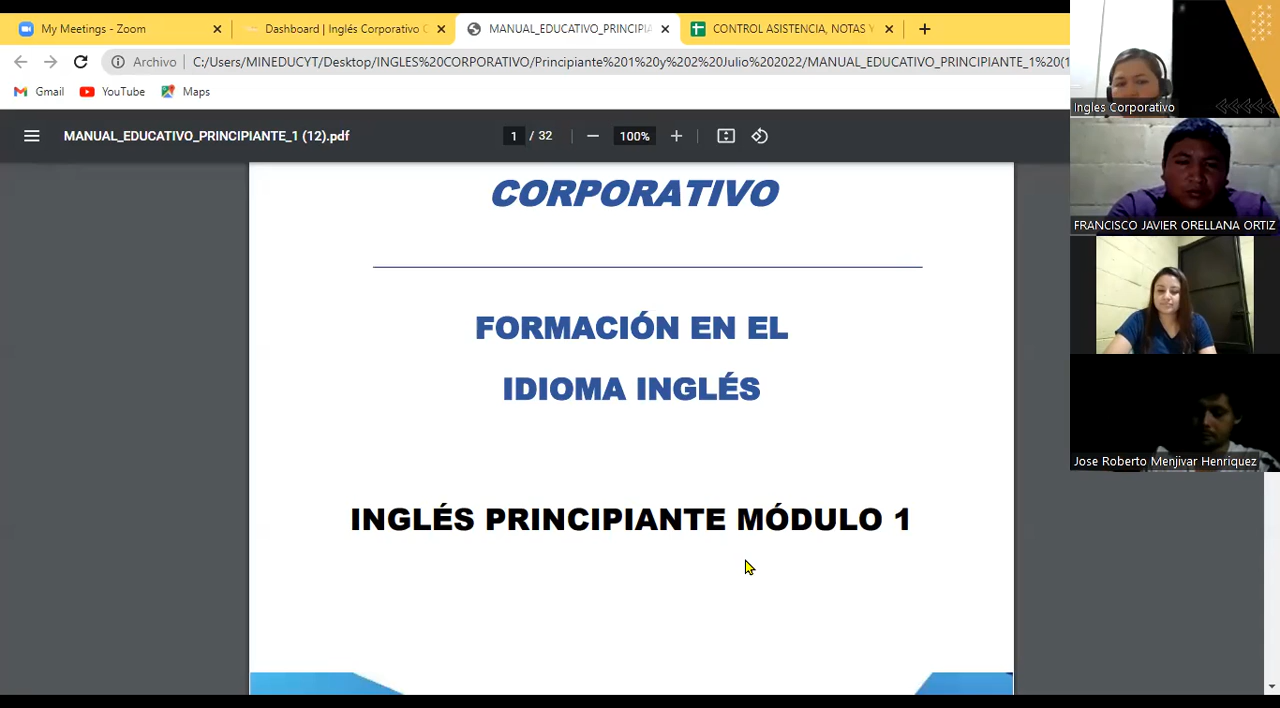 My Meetings - Zoom
Dashboard | Inglés Corporativo C
MANUAL_EDUCATIVO_PRINCIPIA
CONTROL ASISTENCIA, NOTAS Y
Archivo
C:/Users/MINEDUCYT/Desktop/INGLES%20CORPORATIVO/Principiante%201%20y%202%20Julio%202022/MANUAL_EDUCATIVO_PRINCIPIANTE_1%20(1
Gmail
YouTube
Maps
MANUAL_EDUCATIVO_PRINCIPIANTE_1 (12).pdf
1 / 32
100%
CORPORATIVO
FORMACIÓN EN EL
IDIOMA INGLÉS
INGLÉS PRINCIPIANTE MÓDULO 1
Ingles Corporativo
FRANCISCO JAVIER ORELLANA ORTIZ
Jose Roberto Menjivar Henriquez